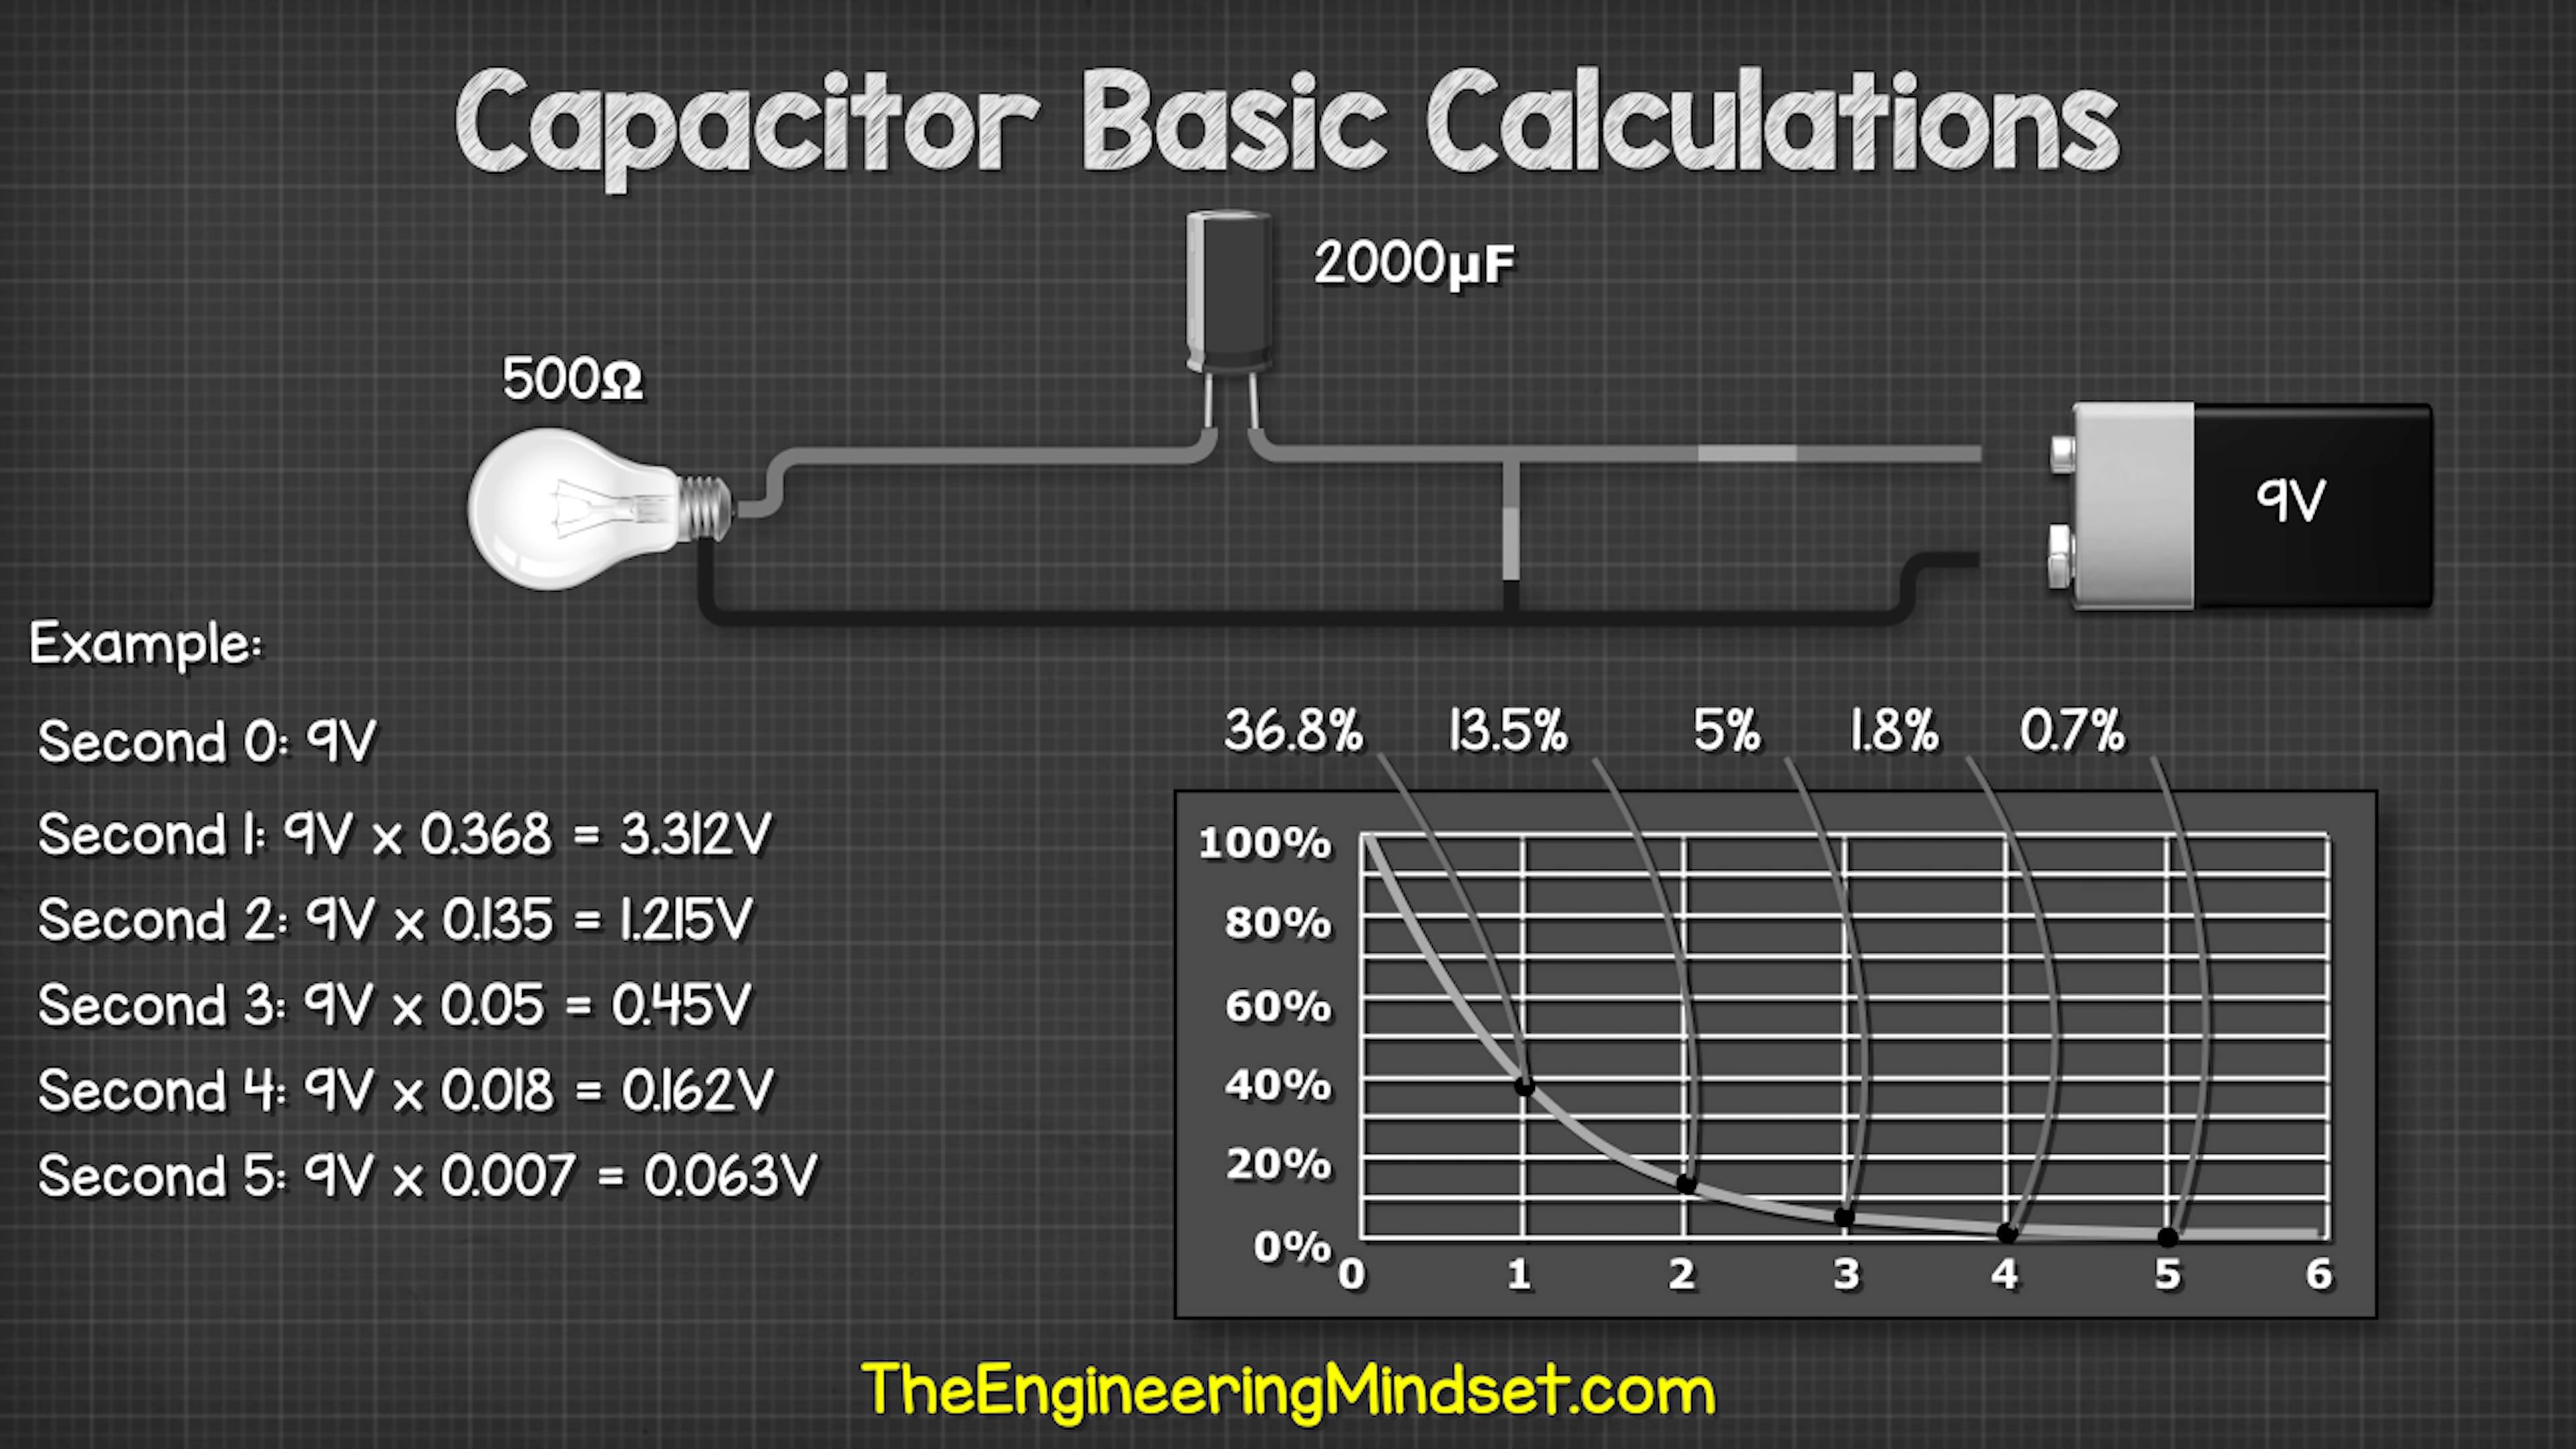 Capacitor Basic Calculations
2000µF
500Ω
9V
Example:
Second 0: 9V
Second 1: 9V x 0.368 = 3.312V
Second 2: 9V x 0.135 = 1.215V
Second 3: 9V x 0.05 = 0.45V
Second 4: 9V x 0.018 = 0.162V
Second 5: 9V x 0.007 = 0.063V
36.8% 13.5% 5% 1.8% 0.7%
100%
80%
60%
40%
20%
0%
0 1 2 3 4 5 6
TheEngineeringMindset.com